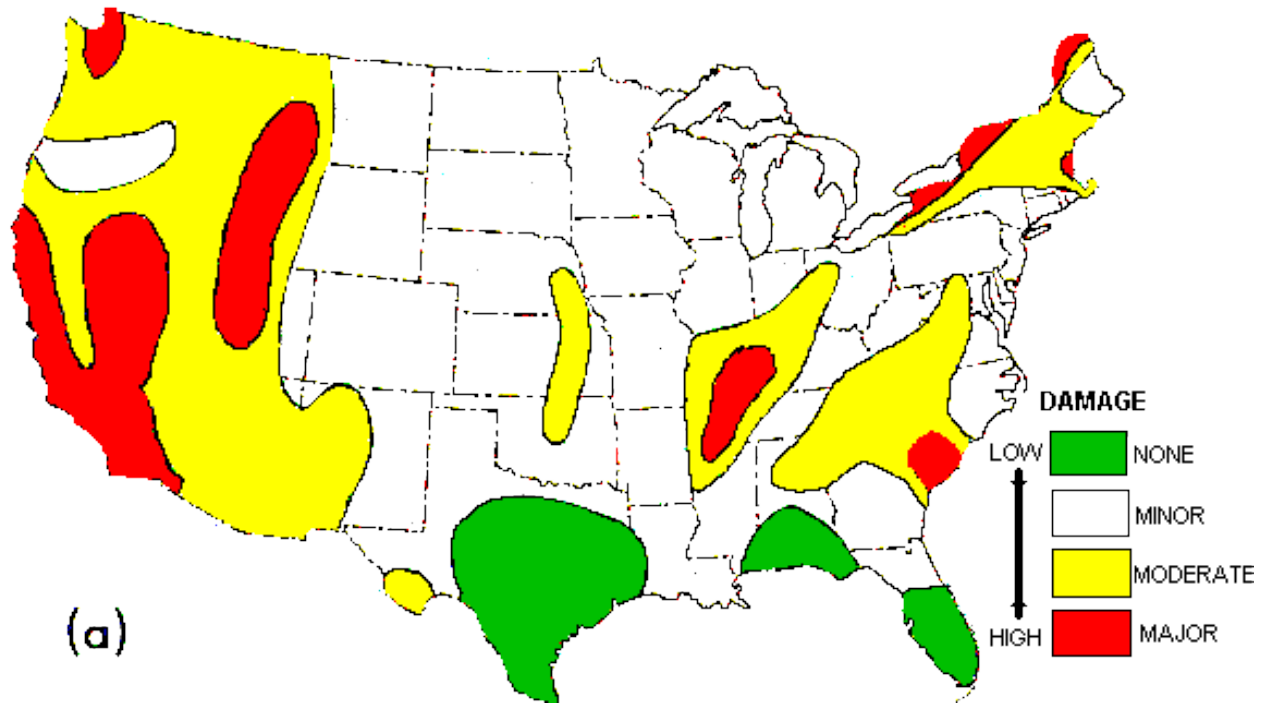 DAMAGE
LOW
NONE
MINOR
MODERATE
HIGH
MAJOR
(a)